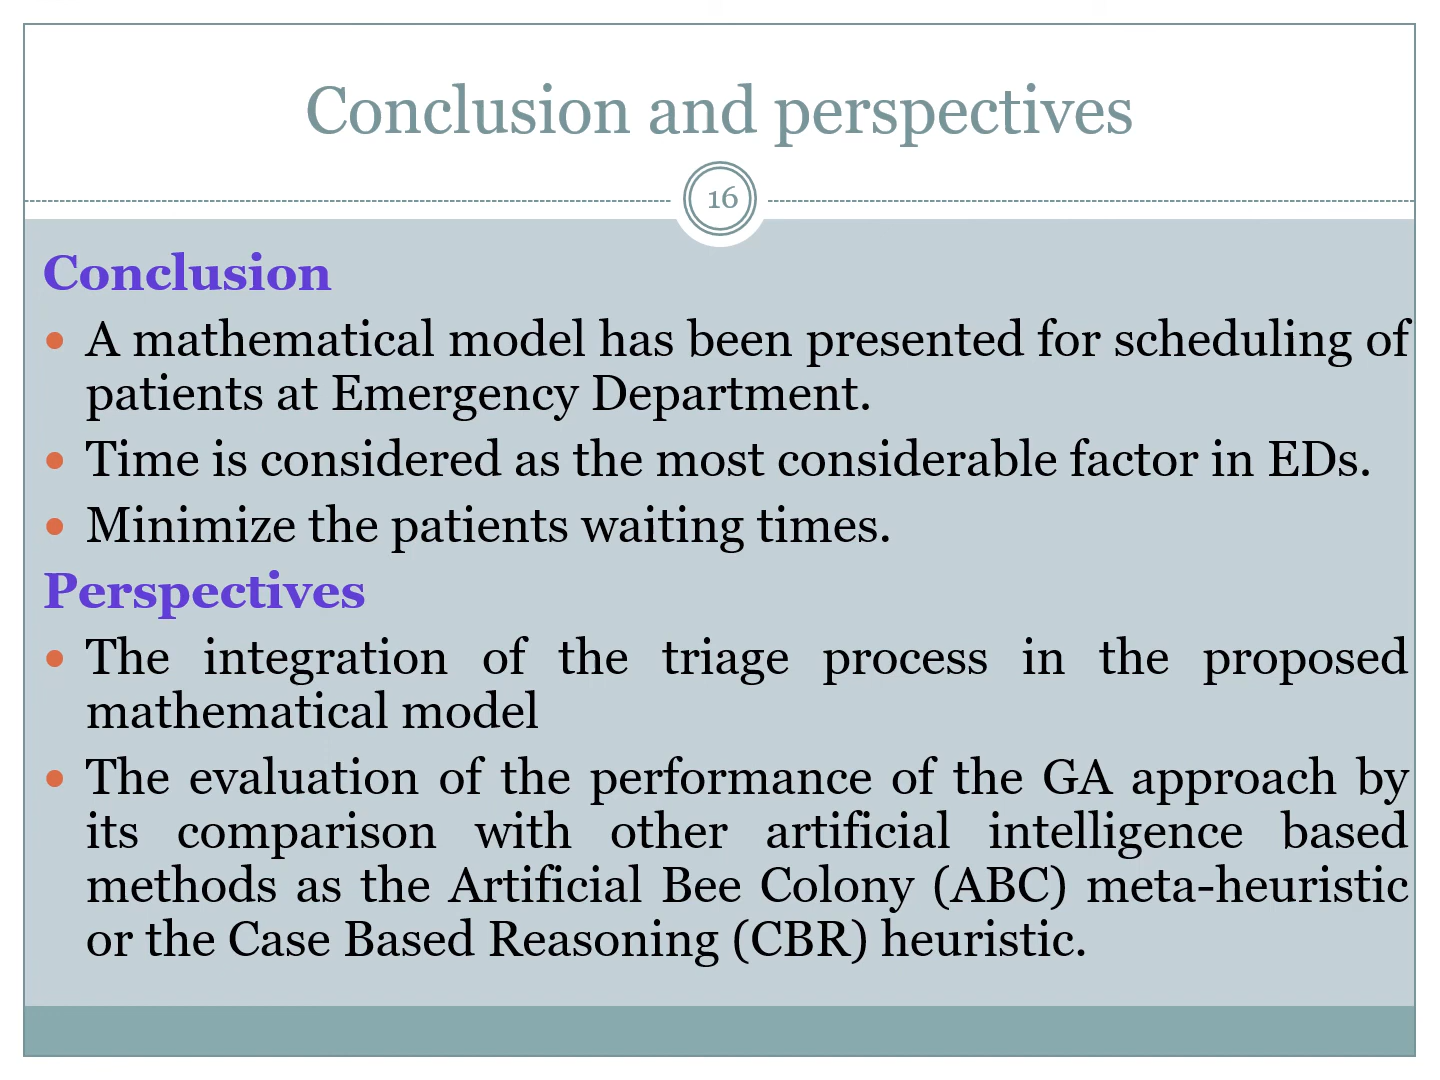 Conclusion and perspectives
16
Conclusion
• A mathematical model has been presented for scheduling of
patients at Emergency Department.
• Time is considered as the most considerable factor in EDs.
• Minimize the patients waiting times.
Perspectives
• The integration of the triage process in the proposed
mathematical model
• The evaluation of the performance of the GA approach by
its comparison with other artificial intelligence based
methods as the Artificial Bee Colony (ABC) meta-heuristic
or the Case Based Reasoning (CBR) heuristic.